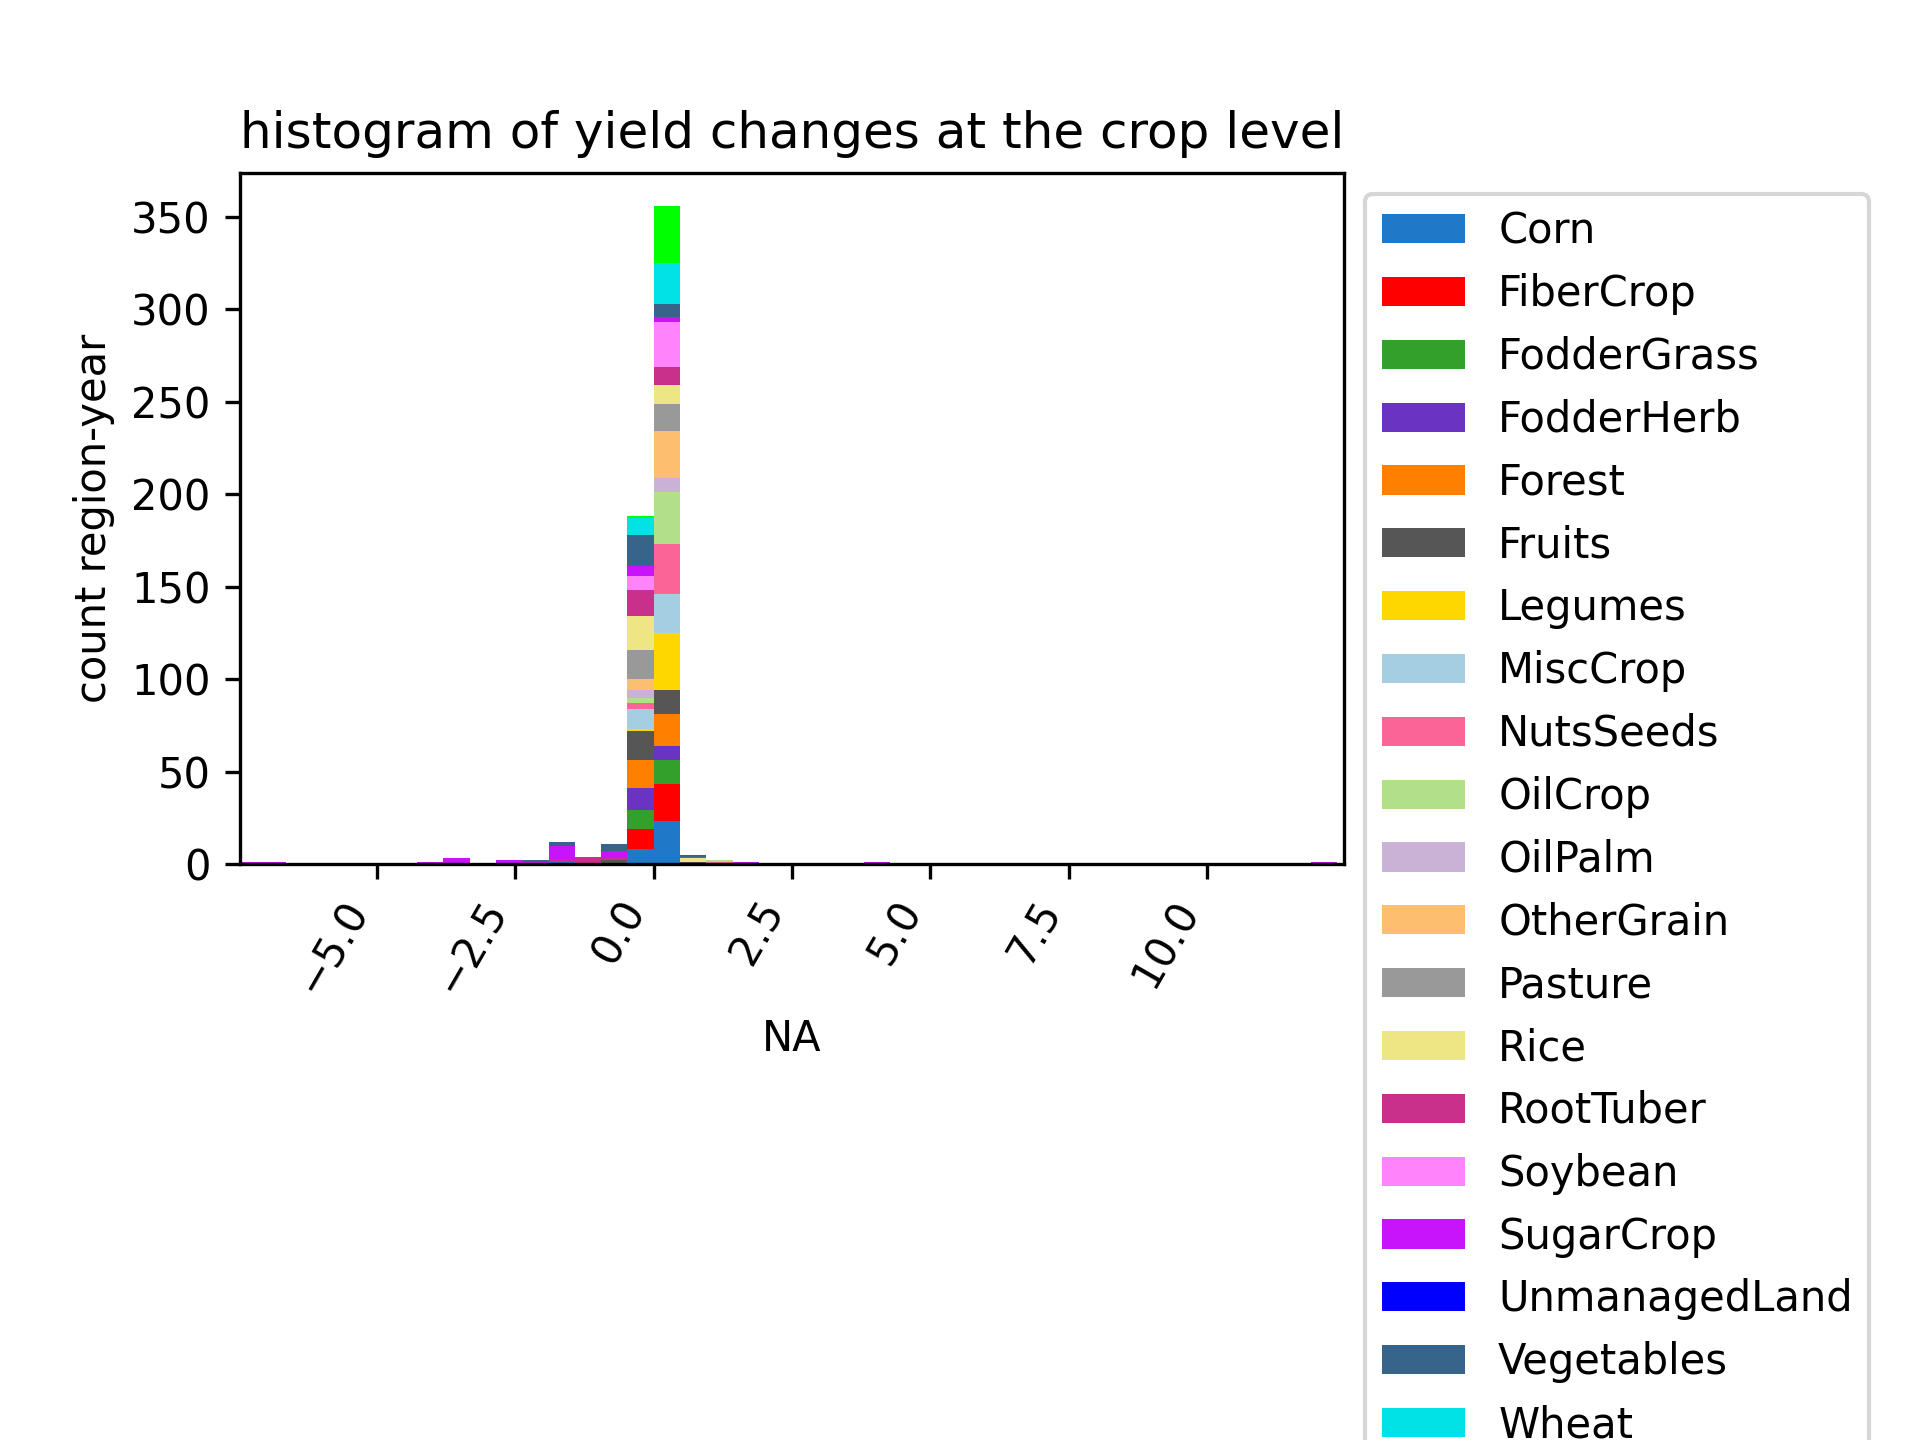 histogram of yield changes at the crop level
350
300
250
200
150
100
50
0
count region-year
−5.0
−2.5
0.0
2.5
5.0
7.5
10.0
NA
Corn
FiberCrop
FodderGrass
FodderHerb
Forest
Fruits
Legumes
MiscCrop
NutsSeeds
OilCrop
OilPalm
OtherGrain
Pasture
Rice
RootTuber
Soybean
SugarCrop
UnmanagedLand
Vegetables
Wheat